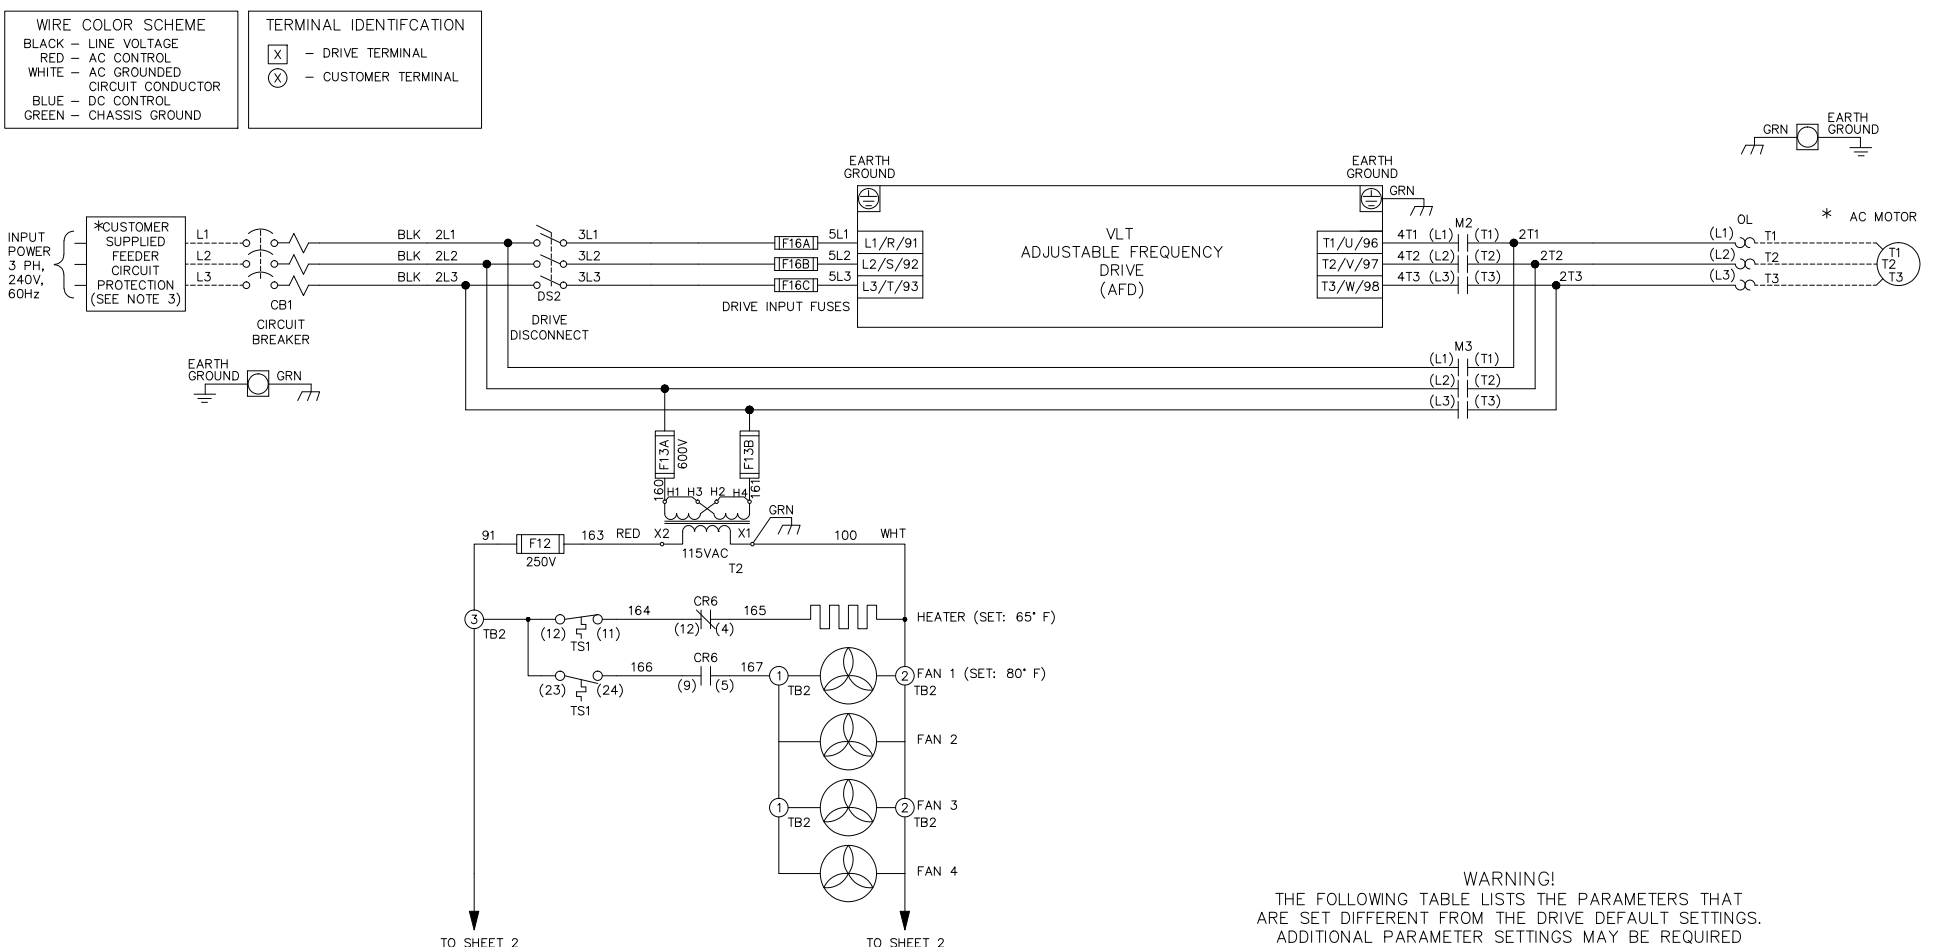 WIRE COLOR SCHEME
BLACK – LINE VOLTAGE
RED – AC CONTROL
WHITE – AC GROUNDED
CIRCUIT CONDUCTOR
BLUE – DC CONTROL
GREEN – CHASSIS GROUND
TERMINAL IDENTIFCATION
X – DRIVE TERMINAL
X – CUSTOMER TERMINAL
GRN
EARTH
GROUND
EARTH
GROUND
EARTH
GROUND
GRN
INPUT
POWER
3 PH,
240V,
60Hz
*CUSTOMER
SUPPLIED
FEEDER
CIRCUIT
PROTECTION
(SEE NOTE 3)
L1
L2
L3
CB1
CIRCUIT
BREAKER
BLK 2L1
BLK 2L2
BLK 2L3
3L1
3L2
3L3
DS2
DRIVE
DISCONNECT
F16A
F16B
F16C
DRIVE INPUT FUSES
5L1
5L2
5L3
L1/R/91
L2/S/92
L3/T/93
VLT
ADJUSTABLE FREQUENCY
DRIVE
(AFD)
T1/U/96
T2/V/97
T3/W/98
M2
4T1 (L1) (T1) 2T1
4T2 (L2) (T2) 2T2
4T3 (L3) (T3) 2T3
OL
(L1) T1
(L2) T2
(L3) T3
* AC MOTOR
T1
T2
T3
M3
(L1) (T1)
(L2) (T2)
(L3) (T3)
EARTH
GROUND
GRN
F13A
600V
F13B
160
161
H1 H3 H2 H4
GRN
91
F12
250V
163 RED X2
X1
115VAC
T2
100 WHT
3
TB2
(12) (11)
TS1
164
CR6
(12) (4)
165
HEATER (SET: 65° F)
(23) (24)
TS1
166
CR6
(9) (5)
167
1
TB2
2
TB2
FAN 1 (SET: 80° F)
FAN 2
1
TB2
2
TB2
FAN 3
FAN 4
TO SHEET 2
TO SHEET 2
WARNING!
THE FOLLOWING TABLE LISTS THE PARAMETERS THAT
ARE SET DIFFERENT FROM THE DRIVE DEFAULT SETTINGS.
ADDITIONAL PARAMETER SETTINGS MAY BE REQUIRED